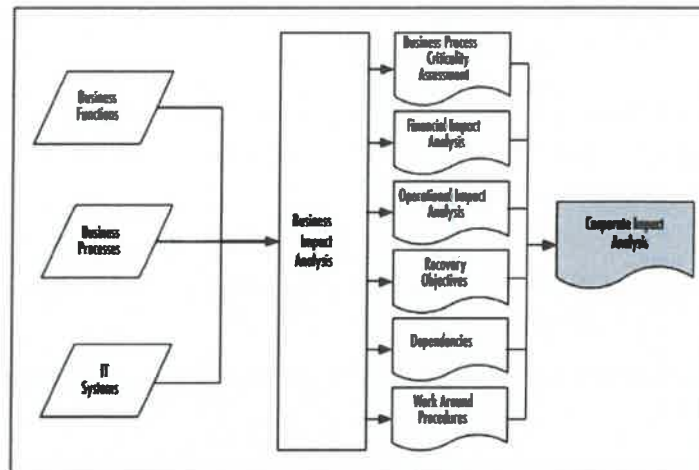 Business
Functions
Business
Processes
IT
Systems
Business
Impact
Analysis
Business Process
Criticality
Assessment
Financial Impact
Analysis
Operational Impact
Analysis
Recovery
Objectives
Dependencies
Work Around
Procedures
Corporate Impact
Analysis